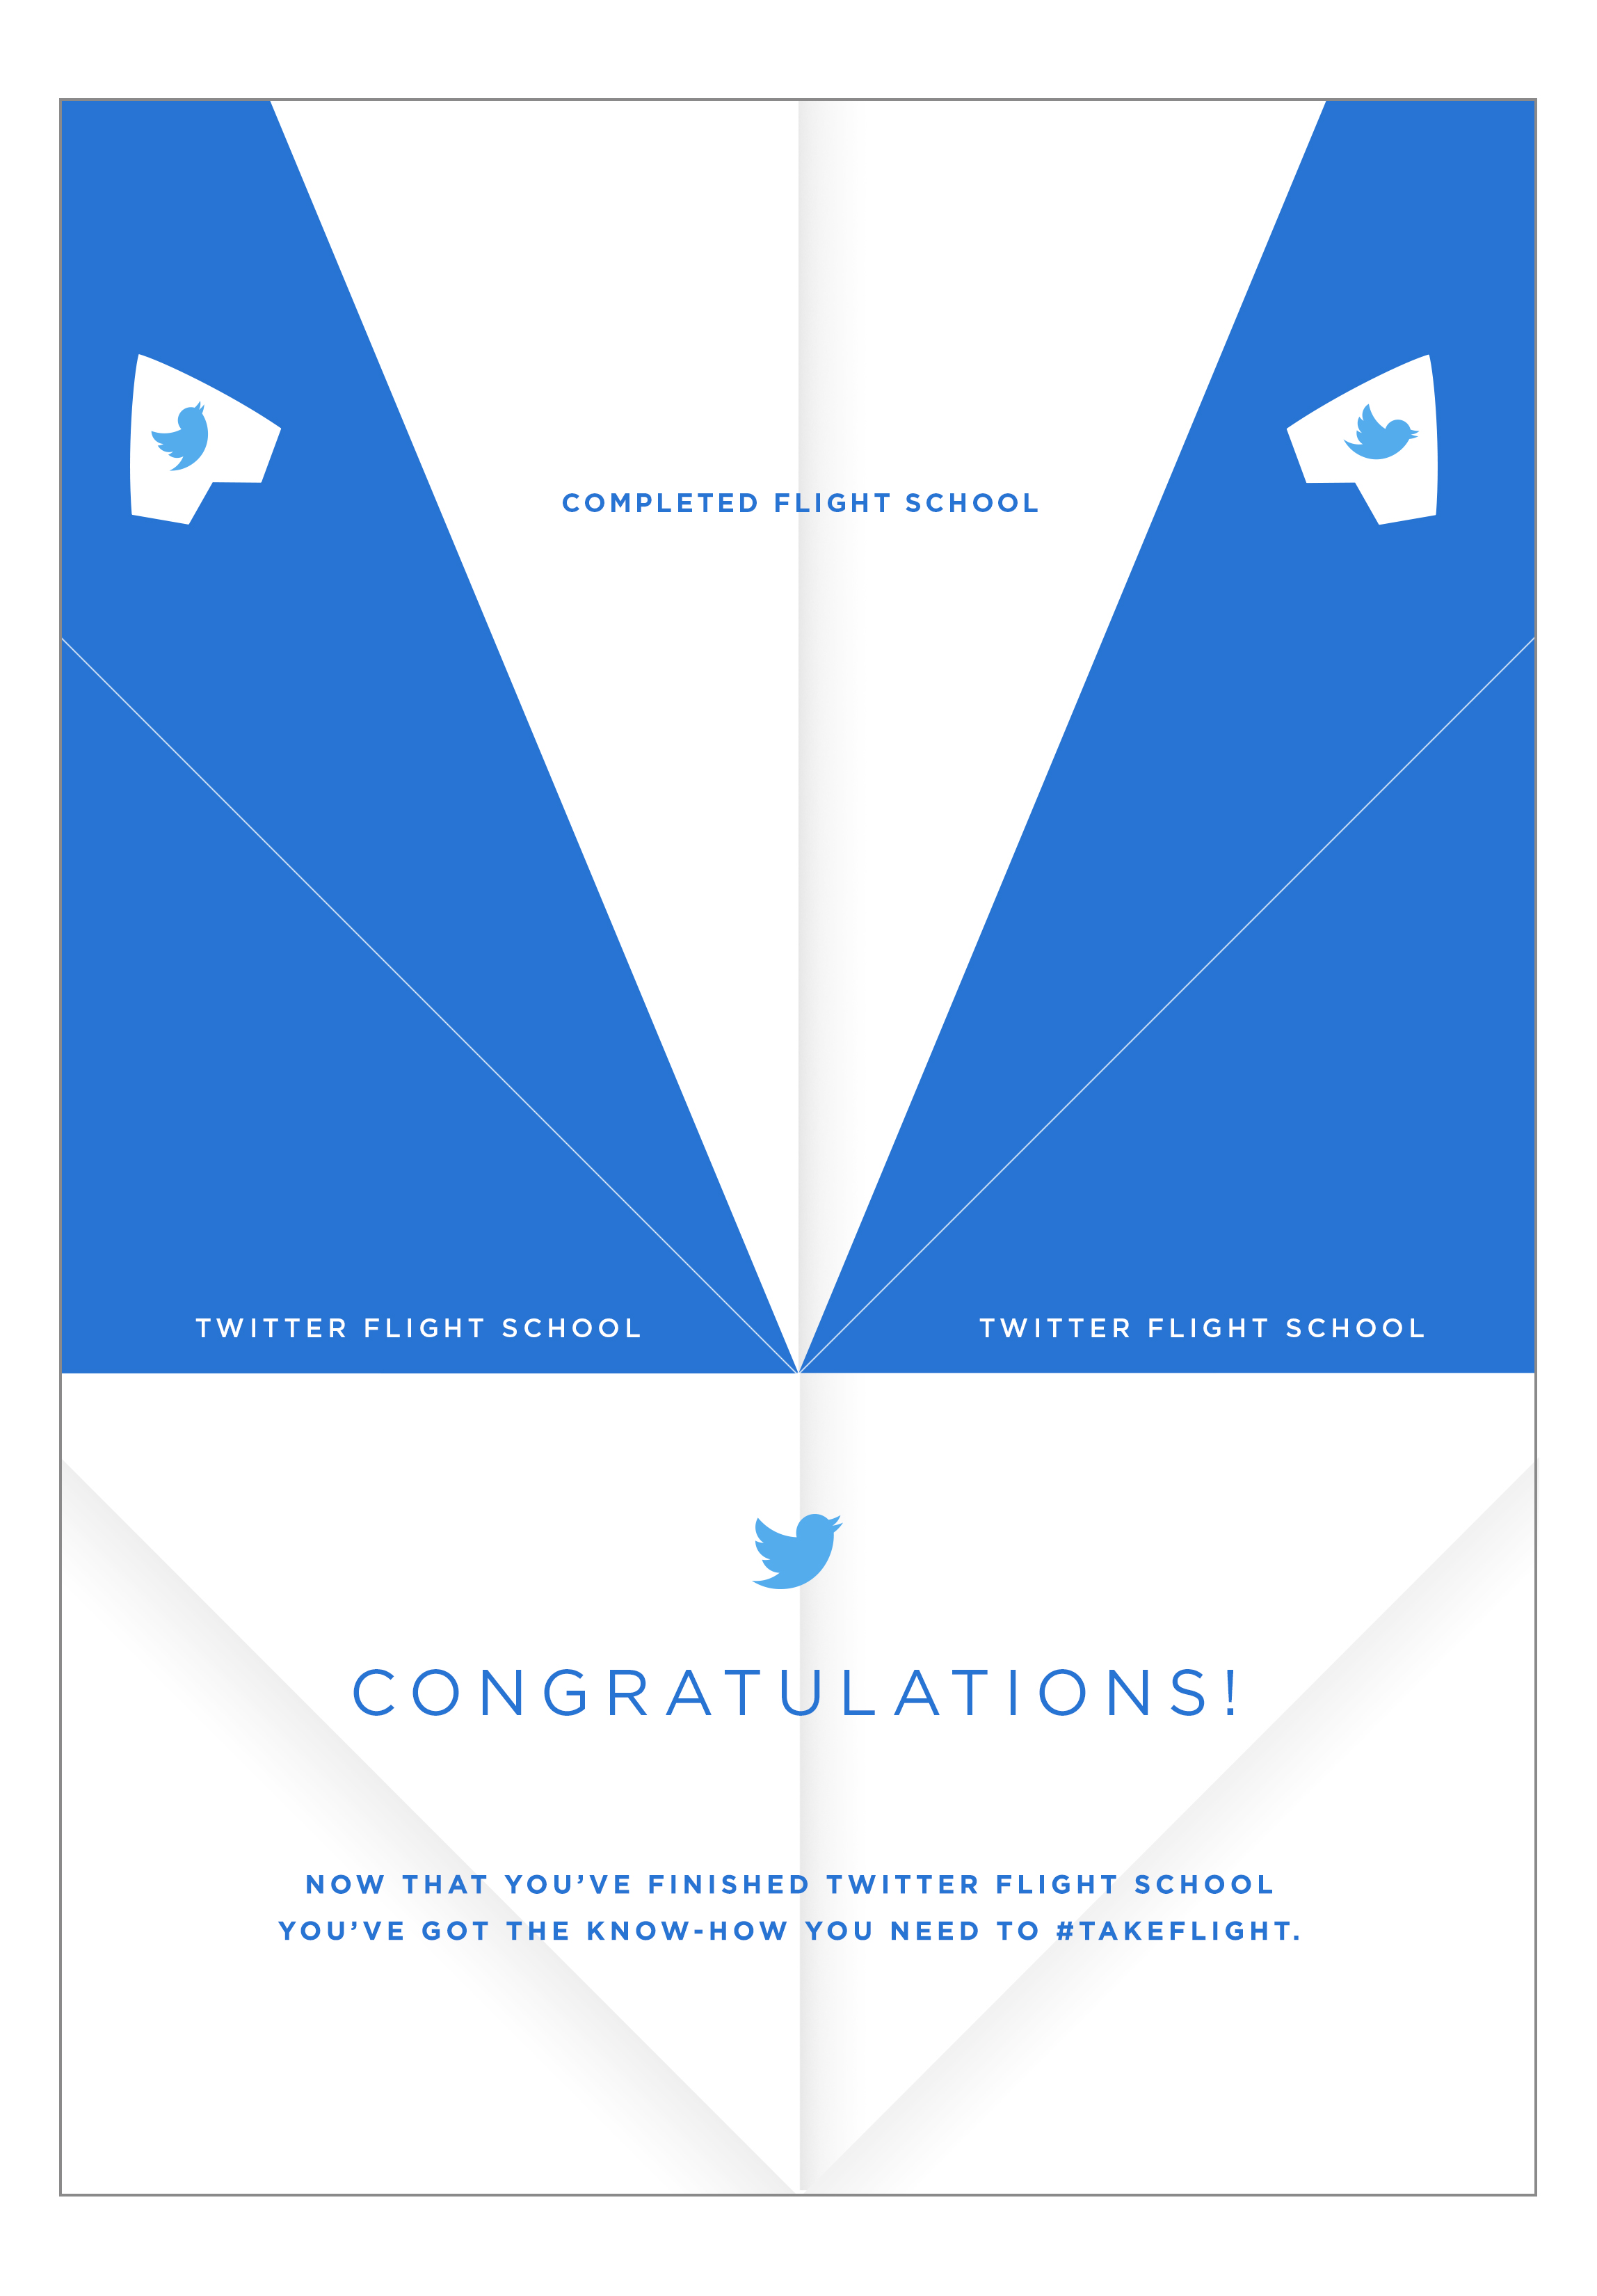 COMPLETED FLIGHT SCHOOL
TWITTER FLIGHT SCHOOL
TWITTER FLIGHT SCHOOL
CONGRATULATIONS!
NOW THAT YOU’VE FINISHED TWITTER FLIGHT SCHOOL
YOU’VE GOT THE KNOW-HOW YOU NEED TO #TAKEFLIGHT.